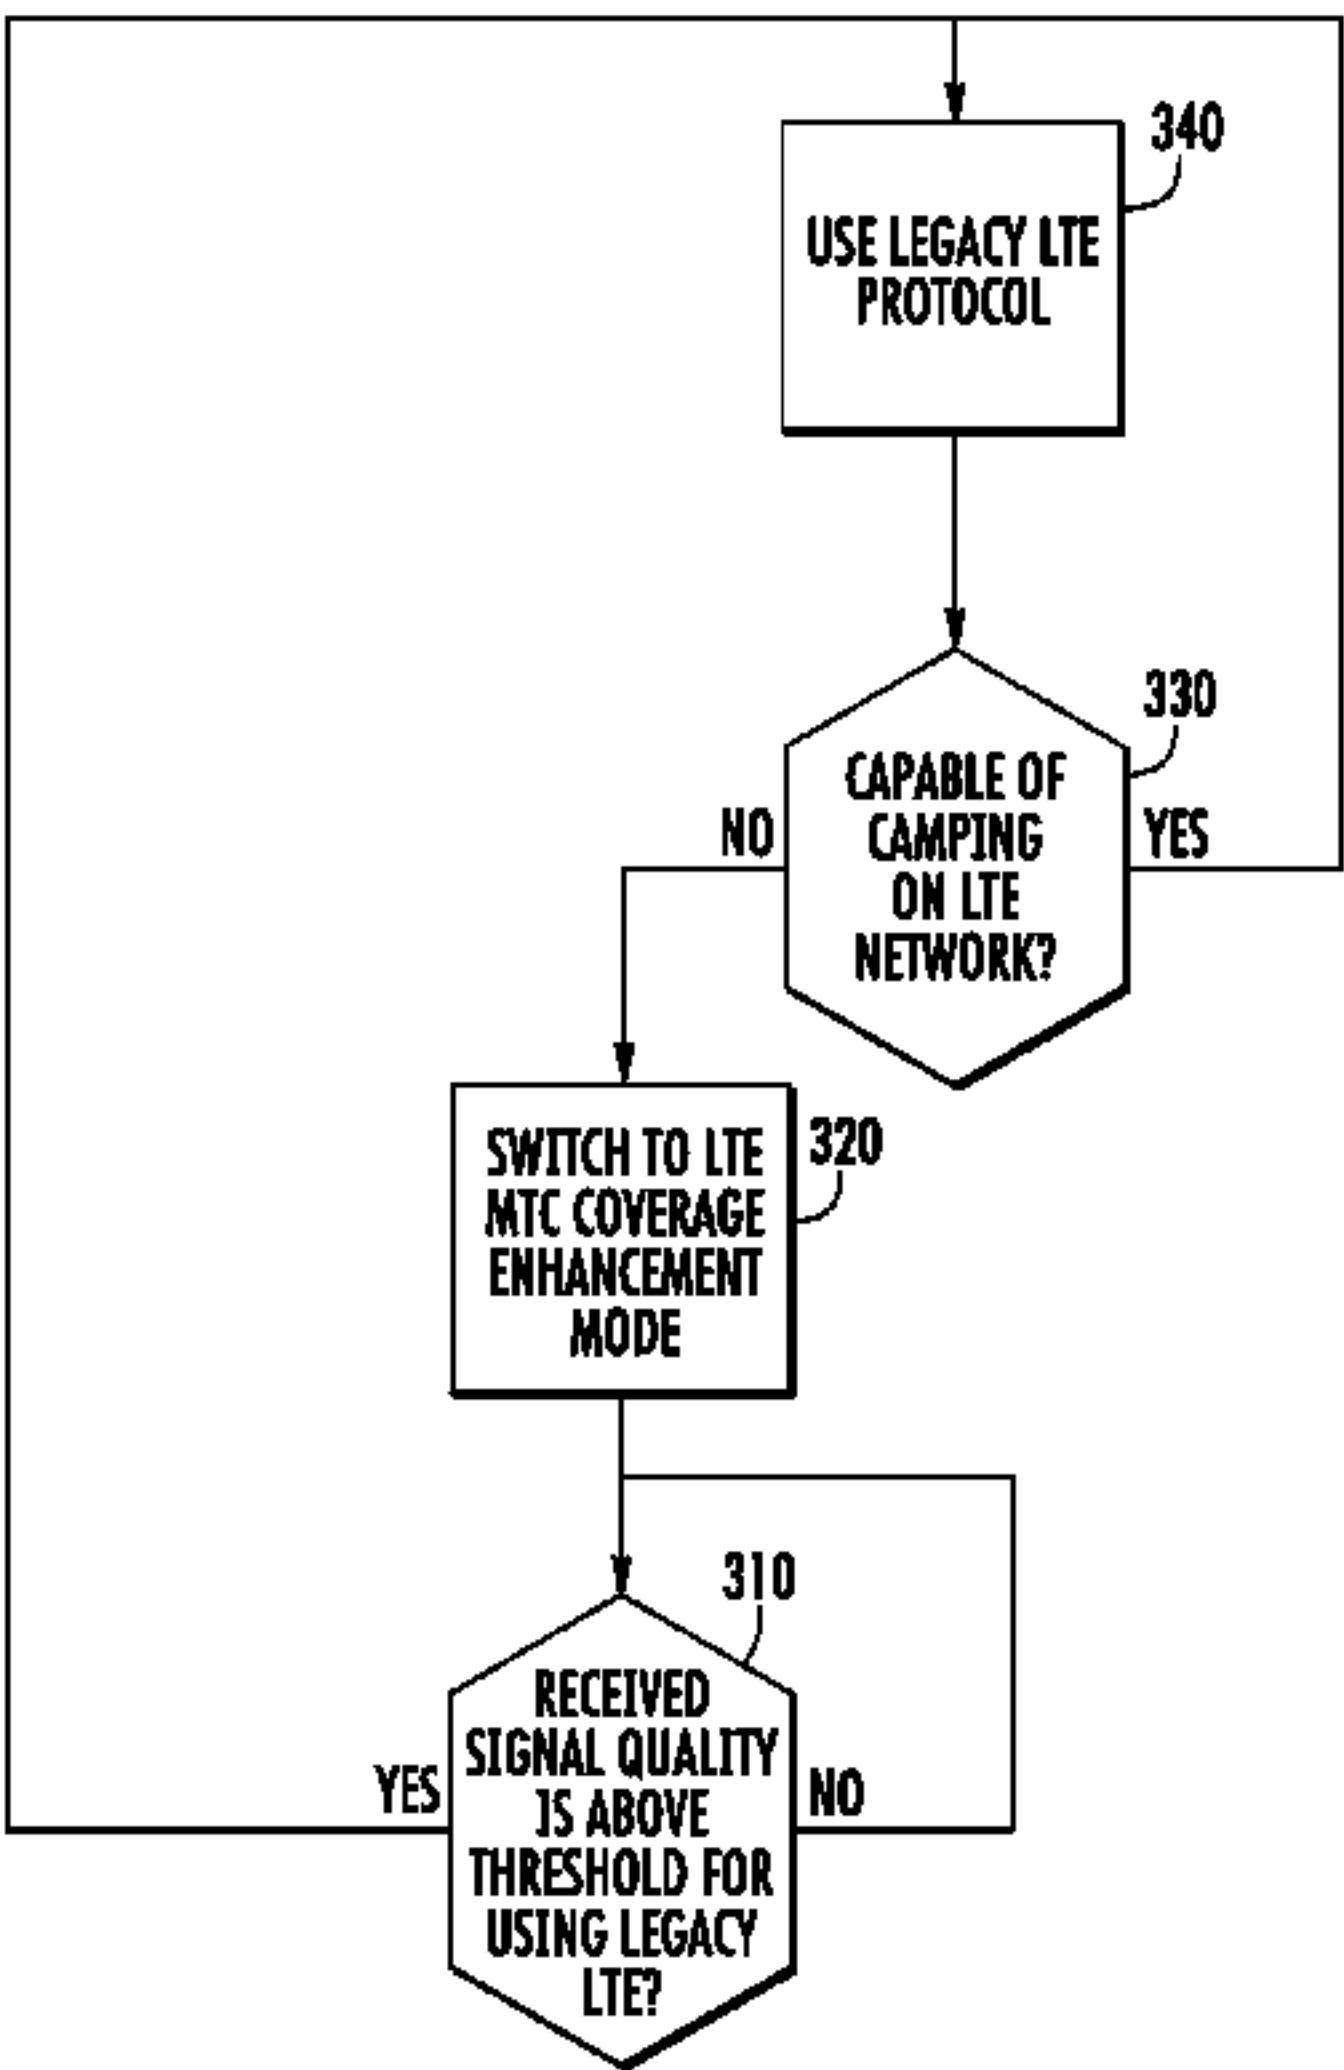 340
USE LEGACY LTE
PROTOCOL
330
CAPABLE OF
CAMPING
ON LTE
NETWORK?
NO
YES
320
SWITCH TO LTE
MTC COVERAGE
ENHANCEMENT
MODE
310
RECEIVED
SIGNAL QUALITY
IS ABOVE
THRESHOLD FOR
USING LEGACY
LTE?
YES
NO